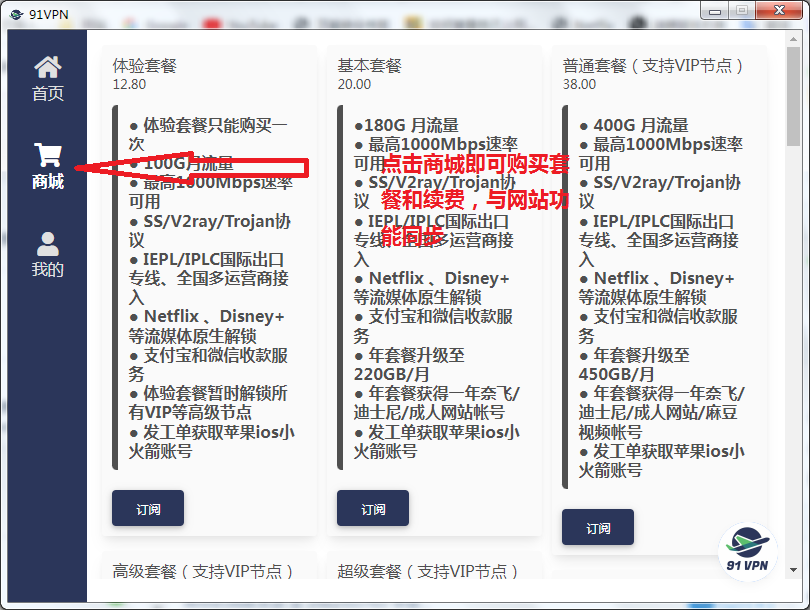 91VPN
首页
商城
我的
体验套餐
12.80
● 体验套餐只能购买一
次
● 100G月流量
● 最高1000Mbps速率
可用
● SS/V2ray/Trojan协
议
● IEPL/IPLC国际出口
专线、全国多运营商接
入
● Netflix 、Disney+
等流媒体原生解锁
● 支付宝和微信收款服
务
● 体验套餐暂时解锁所
有VIP等高级节点
● 发工单获取苹果ios小
火箭账号
订阅
基本套餐
20.00
●180G 月流量
● 最高1000Mbps速率
可用
● SS/V2ray/Trojan协
议
● IEPL/IPLC国际出口
专线、全国多运营商接
入
● Netflix 、Disney+
等流媒体原生解锁
● 支付宝和微信收款服
务
● 年套餐升级至
220GB/月
● 年套餐获得一年奈飞/
迪士尼/成人网站帐号
● 发工单获取苹果ios小
火箭账号
订阅
点击商城即可购买套
餐和续费，与网站功
能同步
普通套餐（支持VIP节点）
38.00
● 400G 月流量
● 最高1000Mbps速率
可用
● SS/V2ray/Trojan协
议
● IEPL/IPLC国际出口
专线、全国多运营商接
入
● Netflix 、Disney+
等流媒体原生解锁
● 支付宝和微信收款服
务
● 年套餐升级至
450GB/月
● 年套餐获得一年奈飞/
迪士尼/成人网站/麻豆
视频帐号
● 发工单获取苹果ios小
火箭账号
订阅
91 VPN
高级套餐（支持VIP节点）
超级套餐（支持VIP节点）